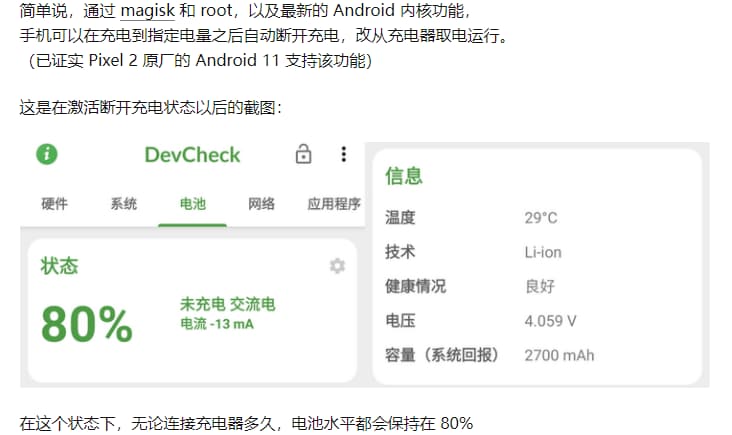 简单说，通过 magisk 和 root，以及最新的 Android 内核功能，
手机可以在充电到指定电量之后自动断开充电，改从充电器取电运行。
（已证实 Pixel 2 原厂的 Android 11 支持该功能）
这是在激活断开充电状态以后的截图：
DevCheck
硬件 系统 电池 网络 应用程序
状态
80%
未充电 交流电
电流 -13 mA
信息
温度 29°C
技术 Li-ion
健康情况 良好
电压 4.059 V
容量（系统回报） 2700 mAh
在这个状态下，无论连接充电器多久，电池水平都会保持在 80%